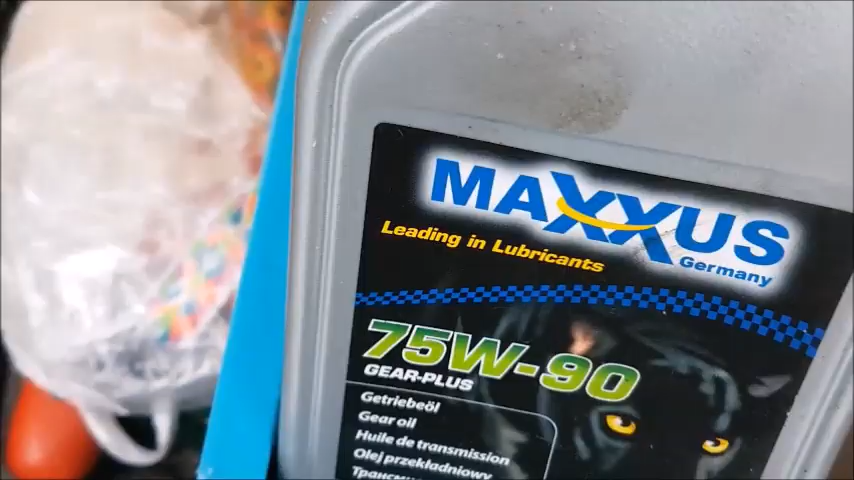 MAXXUS
Germany
Leading in Lubricants
75W-90
GEAR-PLUS
Getriebeöl
Gear oil
Huile de transmission
Olej przekładniowy